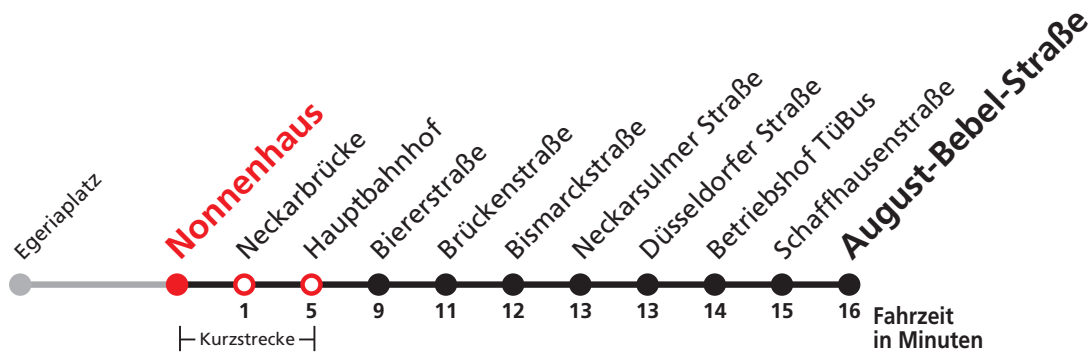 Egeriaplatz
Nonnenhaus
Neckarbrücke
Hauptbahnhof
Biererstraße
Brückenstraße
Bismarckstraße
Neckarsulmer Straße
Düsseldorfer Straße
Betriebshof TüBus
Schaffhausenstraße
August-Bebel-Straße
1 5 9 11 12 13 13 14 15 16
Fahrzeit
in Minuten
Kurzstrecke